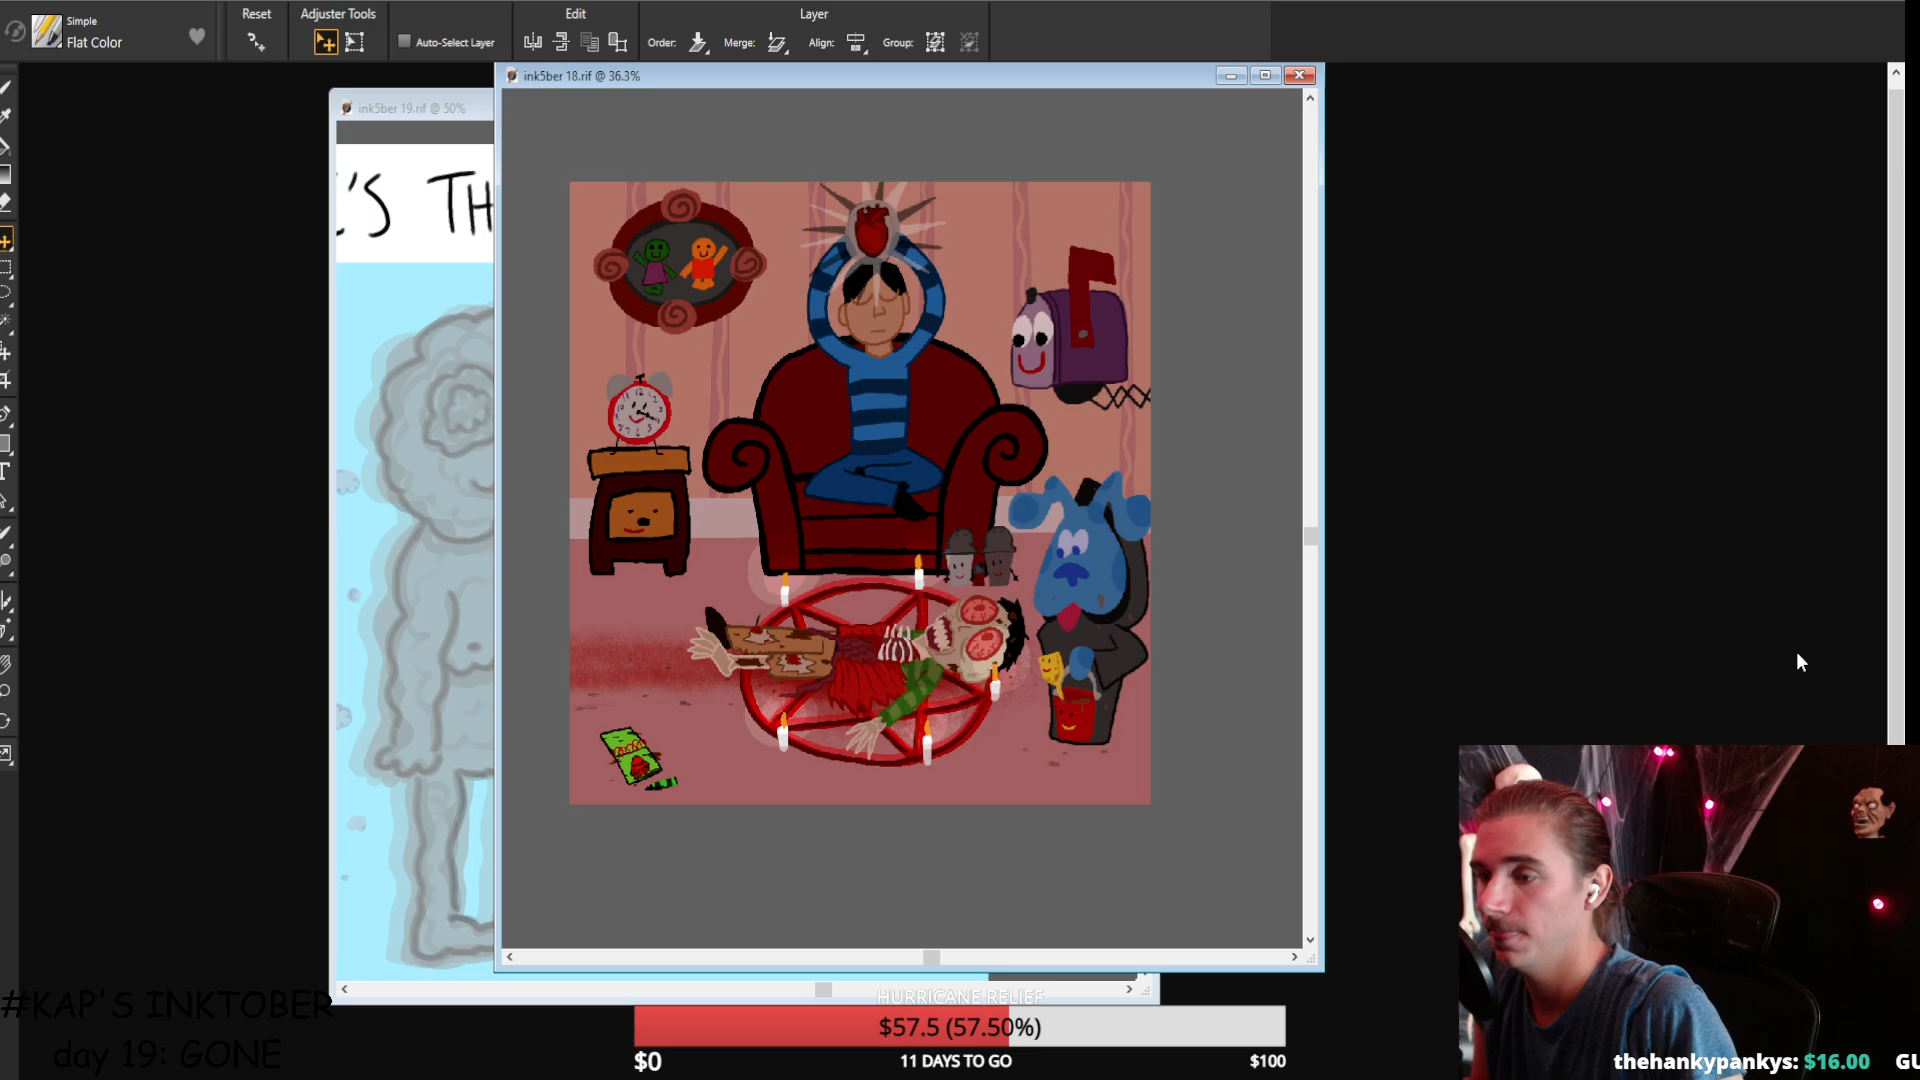 Simple
Flat Color
Reset
Adjuster Tools
Auto-Select Layer
Edit
Layer
Order:
Merge:
Align:
Group:
ink5ber 18.rif @ 36.3%
ink5ber 19.rif @ 50%
'S TH
#KAP'S INKTOBER
day 19: GONE
HURRICANE RELIEF
$57.5 (57.50%)
$0
11 DAYS TO GO
$100
thehankypankys: $16.00